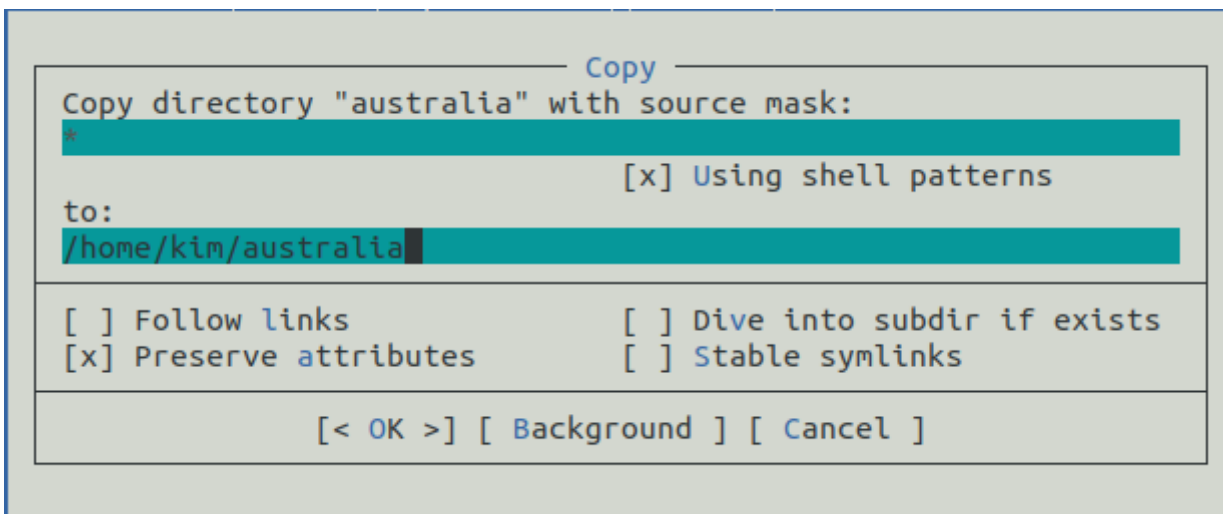 Copy
Copy directory "australia" with source mask:
*
[x] Using shell patterns
to:
/home/kim/australia
[ ] Follow links [ ] Dive into subdir if exists
[x] Preserve attributes [ ] Stable symlinks
[< OK >] [ Background ] [ Cancel ]